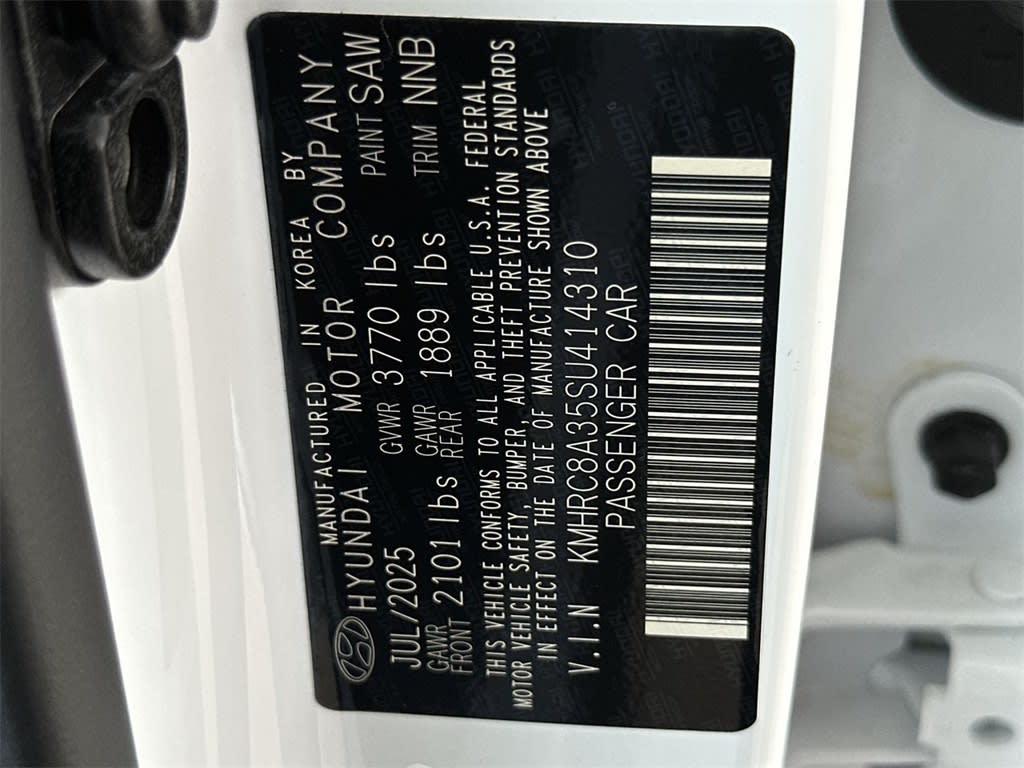 MANUFACTURED IN KOREA BY
HYUNDAI MOTOR COMPANY
JUL/2025 GVWR 3770 lbs PAINT SAW
GAWR FRONT 2101 lbs GAWR REAR 1889 lbs TRIM NNB
THIS VEHICLE CONFORMS TO ALL APPLICABLE U.S.A. FEDERAL
MOTOR VEHICLE SAFETY, BUMPER, AND THEFT PREVENTION STANDARDS
IN EFFECT ON THE DATE OF MANUFACTURE SHOWN ABOVE
V.I.N KMHRC8A35SU414310
PASSENGER CAR